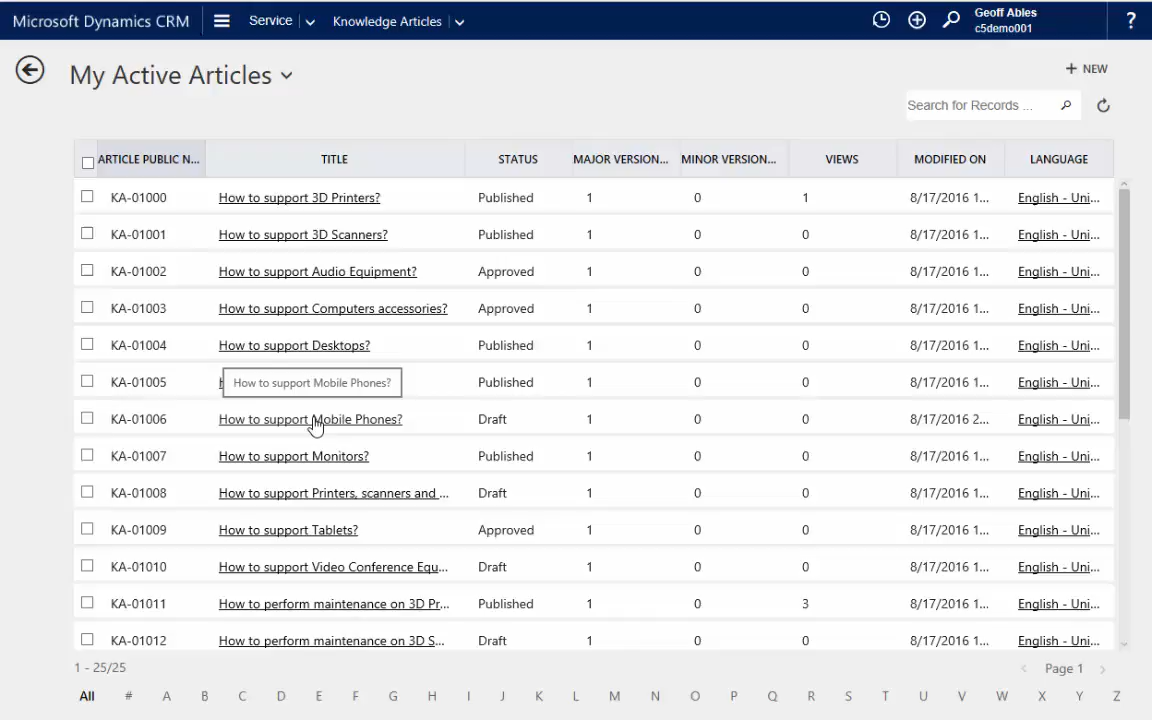 Microsoft Dynamics CRM Service Knowledge Articles Geoff Ables ?
c5demo001
My Active Articles + NEW
Search for Records ...
ARTICLE PUBLIC N... TITLE STATUS MAJOR VERSION... MINOR VERSION... VIEWS MODIFIED ON LANGUAGE
KA-01000 How to support 3D Printers? Published 1 0 1 8/17/2016 1... English - Uni...
KA-01001 How to support 3D Scanners? Published 1 0 0 8/17/2016 1... English - Uni...
KA-01002 How to support Audio Equipment? Approved 1 0 0 8/17/2016 1... English - Uni...
KA-01003 How to support Computers accessories? Approved 1 0 0 8/17/2016 1... English - Uni...
KA-01004 How to support Desktops? Published 1 0 0 8/17/2016 1... English - Uni...
KA-01005 How to support Mobile Phones? Published 1 0 0 8/17/2016 1... English - Uni...
KA-01006 How to support Mobile Phones? Draft 1 0 0 8/17/2016 2... English - Uni...
KA-01007 How to support Monitors? Published 1 0 0 8/17/2016 1... English - Uni...
KA-01008 How to support Printers, scanners and ... Draft 1 0 0 8/17/2016 1... English - Uni...
KA-01009 How to support Tablets? Approved 1 0 0 8/17/2016 1... English - Uni...
KA-01010 How to support Video Conference Equ... Draft 1 0 0 8/17/2016 1... English - Uni...
KA-01011 How to perform maintenance on 3D Pr... Published 1 0 3 8/17/2016 1... English - Uni...
KA-01012 How to perform maintenance on 3D S... Draft 1 0 0 8/17/2016 1... English - Uni...
1 - 25/25 Page 1
All # A B C D E F G H I J K L M N O P Q R S T U V W X Y Z